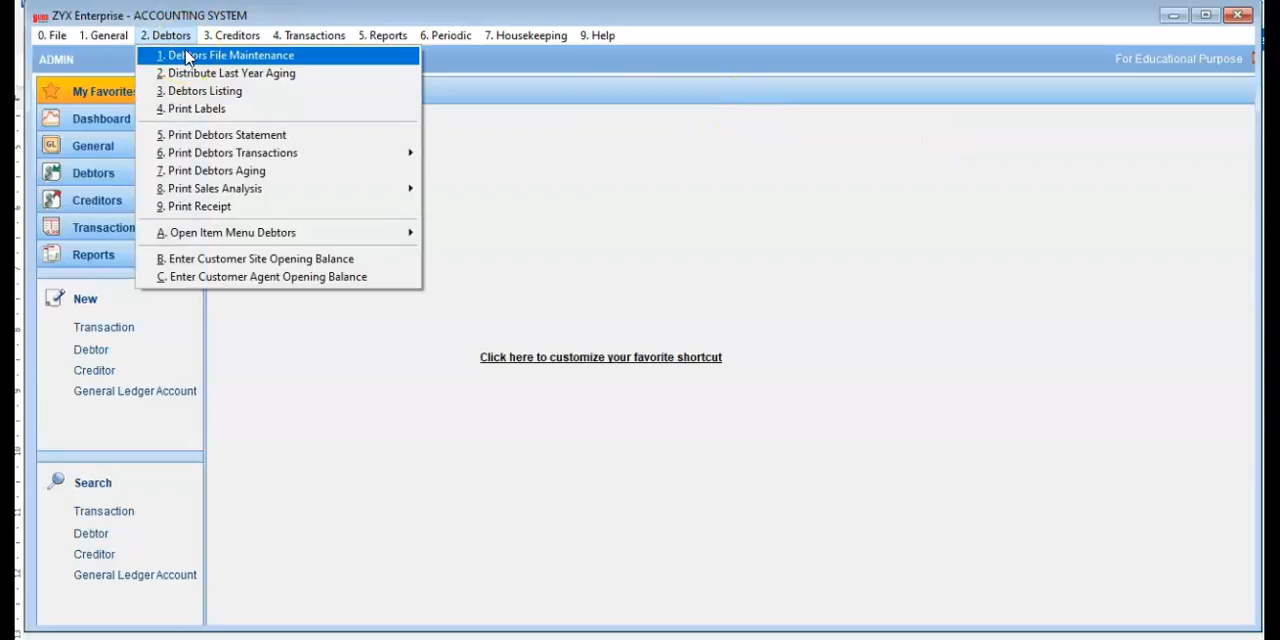 ZYX Enterprise - ACCOUNTING SYSTEM
0. File 1. General 2. Debtors 3. Creditors 4. Transactions 5. Reports 6. Periodic 7. Housekeeping 9. Help
ADMIN
For Educational Purpose
My Favorites
Dashboard
General
Debtors
Creditors
Transaction
Reports
1. Debtors File Maintenance
2. Distribute Last Year Aging
3. Debtors Listing
4. Print Labels
5. Print Debtors Statement
6. Print Debtors Transactions
7. Print Debtors Aging
8. Print Sales Analysis
9. Print Receipt
A. Open Item Menu Debtors
B. Enter Customer Site Opening Balance
C. Enter Customer Agent Opening Balance
New
Transaction
Debtor
Creditor
General Ledger Account
Click here to customize your favorite shortcut
Search
Transaction
Debtor
Creditor
General Ledger Account